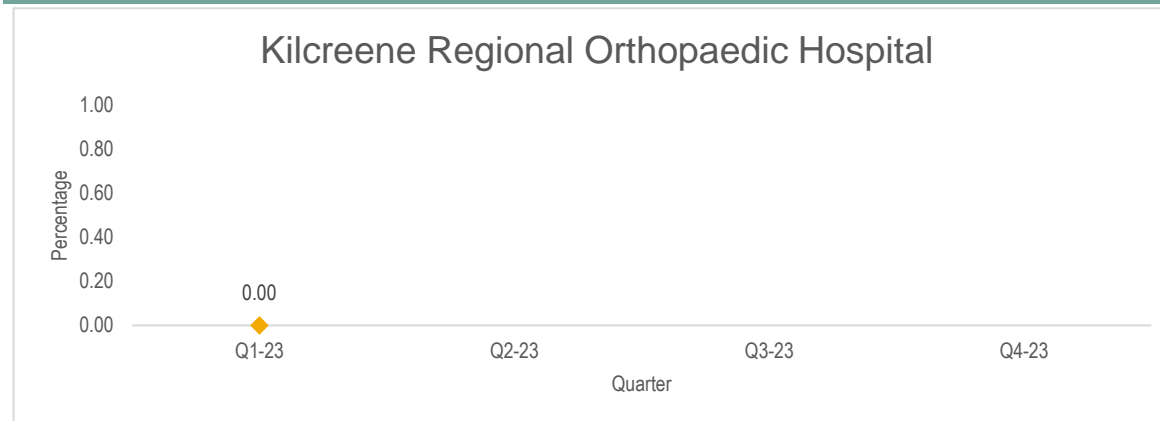 Kilcreene Regional Orthopaedic Hospital
1.00
0.80
0.60
0.40
0.20
0.00
Percentage
0.00
Q1-23 Q2-23 Q3-23 Q4-23
Quarter